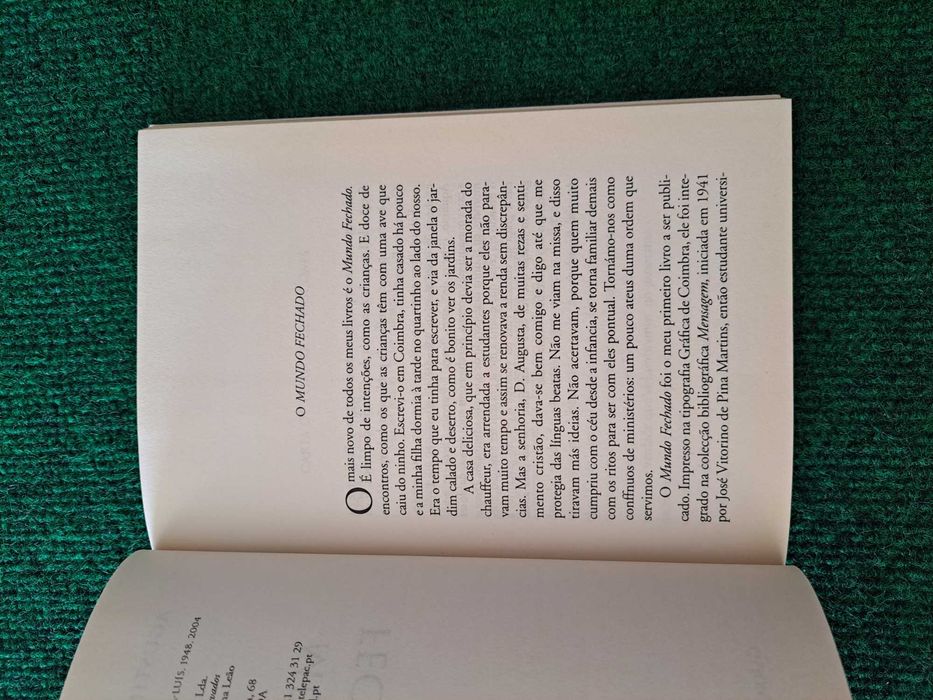 -LUÍS, 1948, 2004
Lda.
na Leão
, 68
1 324 31 29
telepac.pt
O MUNDO FECHADO
O mais novo de todos os meus livros é o Mundo Fechado.
É limpo de intenções, como as crianças. E doce de
encontros, como os que as crianças têm com uma ave que
caiu do ninho. Escrevi-o em Coimbra, tinha casado há pouco
e a minha filha dormia à tarde no quartinho ao lado do nosso.
Era o tempo que eu tinha para escrever, e via da janela o jar-
dim calado e deserto, como é bonito ver os jardins.
A casa deliciosa, que em princípio devia ser a morada do
chauffeur, era arrendada a estudantes porque eles não para-
vam muito tempo e assim se renovava a renda sem discrepân-
cias. Mas a senhoria, D. Augusta, de muitas rezas e senti-
mento cristão, dava-se bem comigo e digo até que me
protegia das línguas beatas. Não me viam na missa, e disso
tiravam más ideias. Não acertavam, porque quem muito
cumpriu com o céu desde a infancia, se torna familiar demais
com os ritos para ser com eles pontual. Tornámo-nos como
contínuos de ministérios: um pouco ateus duma ordem que
servimos.
O Mundo Fechado foi o meu primeiro livro a ser publi-
cado. Impresso na tipografia Gráfica de Coimbra, ele foi inte-
grado na colecção bibliográfica Mensagem, iniciada em 1941
por José Vitorino de Pina Martins, então estudante universi-